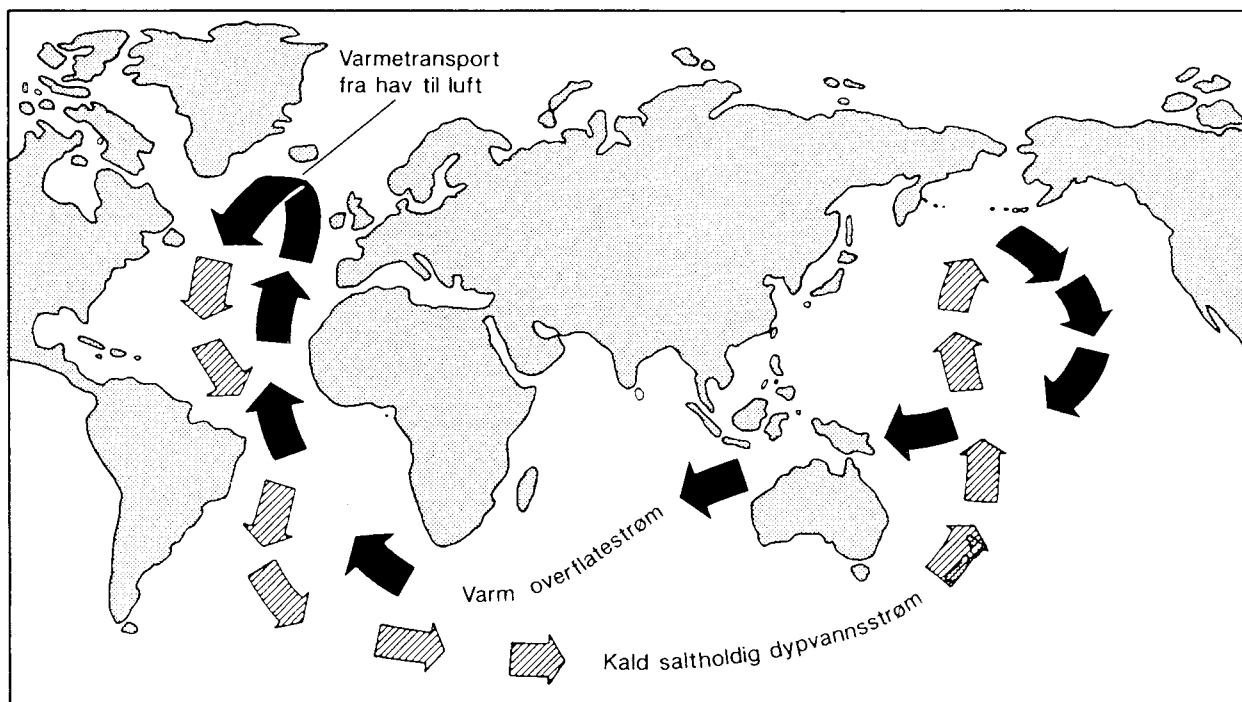 Varmetransport
fra hav til luft
Varm overflatestrøm
Kald saltholdig dypvannsstrøm